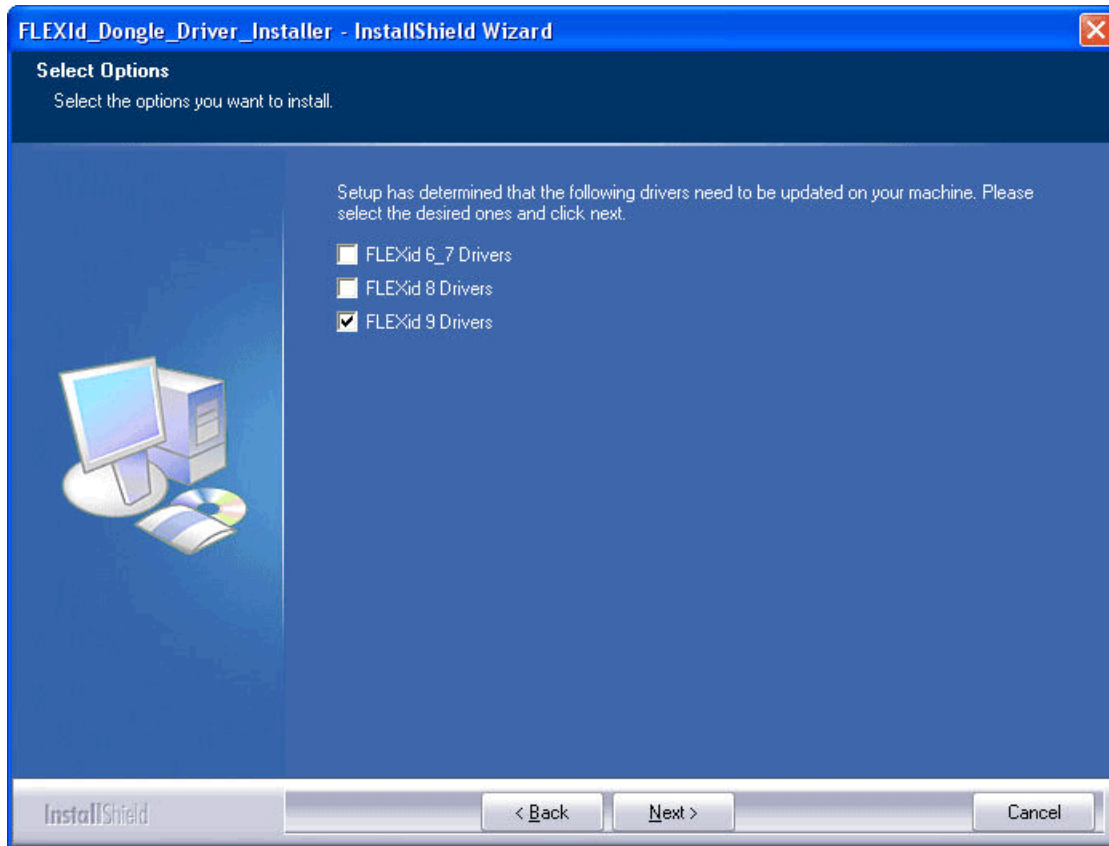 FLEXId_Dongle_Driver_Installer - InstallShield Wizard
Select Options
Select the options you want to install.
Setup has determined that the following drivers need to be updated on your machine. Please
select the desired ones and click next.
FLEXid 6_7 Drivers
FLEXid 8 Drivers
FLEXid 9 Drivers
InstallShield
< Back
Next >
Cancel